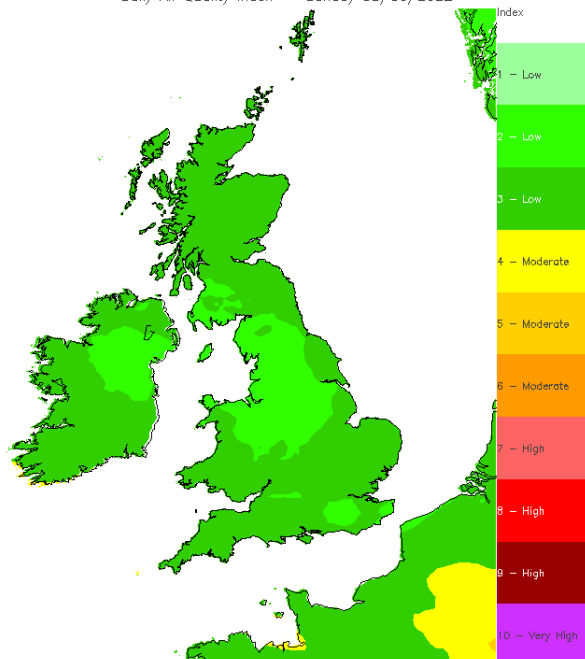 Index
1 - Low
2 - Low
3 - Low
4 - Moderate
5 - Moderate
6 - Moderate
7 - High
8 - High
9 - High
10 - Very High